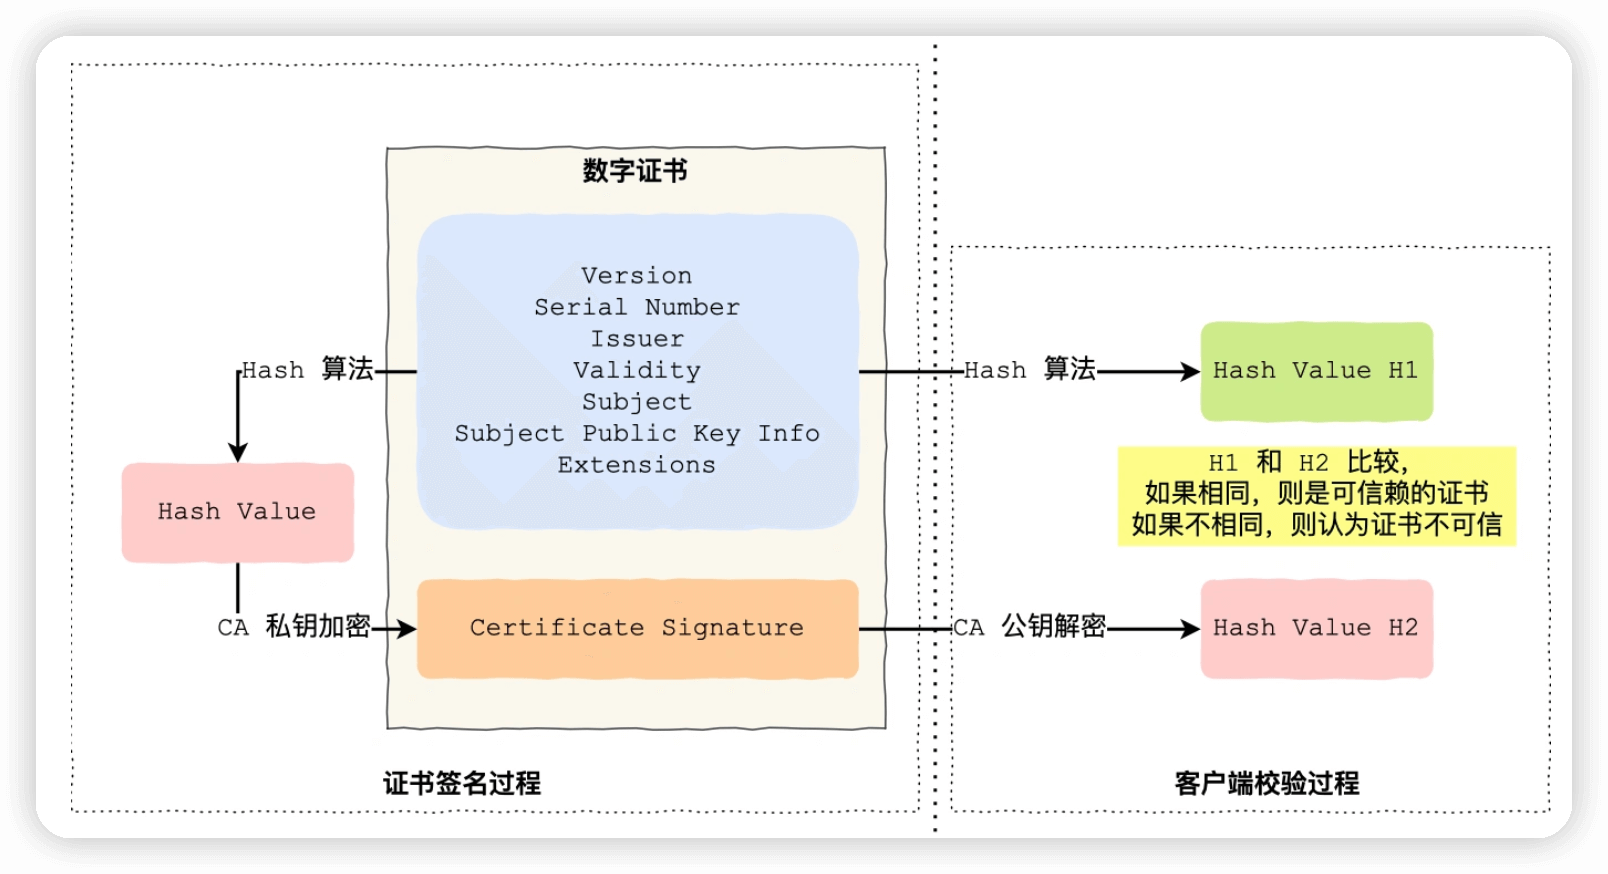 数字证书
Version
Serial Number
Issuer
Validity
Subject
Subject Public Key Info
Extensions
Hash 算法
Hash Value
CA 私钥加密
Certificate Signature
证书签名过程
Hash 算法
Hash Value H1
H1 和 H2 比较，
如果相同，则是可信赖的证书
如果不相同，则认为证书不可信
CA 公钥解密
Hash Value H2
客户端校验过程